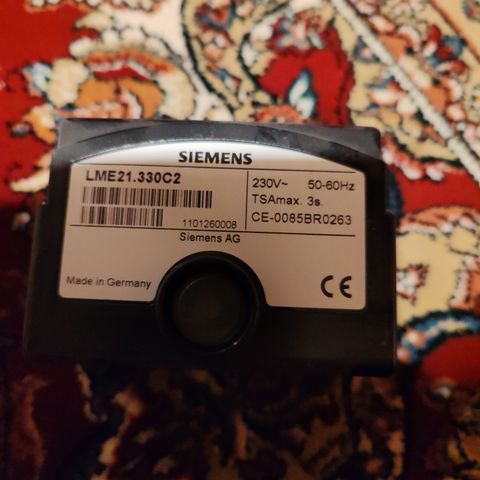 SIEMENS
LME21.330C2
1101260008
230V~ 50-60Hz
TSAmax. 3s.
CE-0085BR0263
Siemens AG
Made in Germany
CE